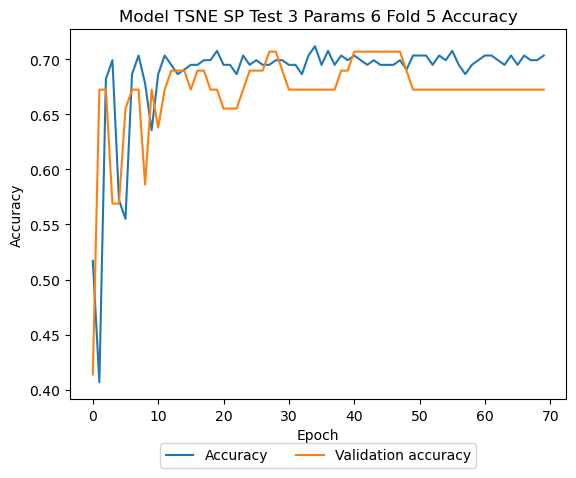 Model TSNE SP Test 3 Params 6 Fold 5 Accuracy
0.70
0.65
0.60
0.55
0.50
0.45
0.40
Accuracy
0 10 20 30 40 50 60 70
Epoch
Accuracy Validation accuracy